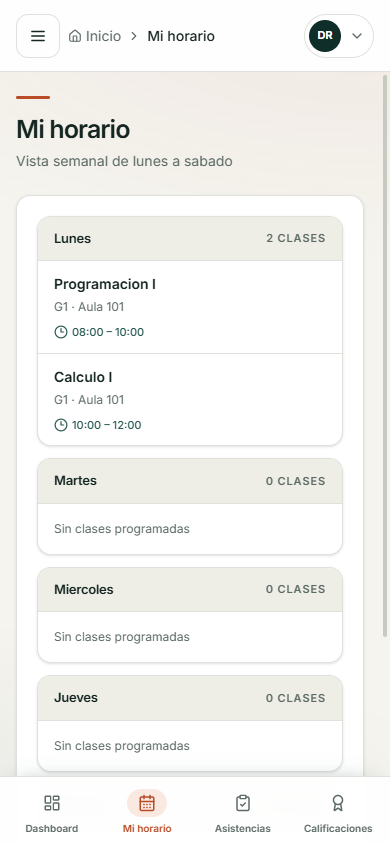 Inicio > Mi horario
DR
Mi horario
Vista semanal de lunes a sabado
Lunes 2 CLASES
Programacion I
G1 · Aula 101
08:00 – 10:00
Calculo I
G1 · Aula 101
10:00 – 12:00
Martes 0 CLASES
Sin clases programadas
Miercoles 0 CLASES
Sin clases programadas
Jueves 0 CLASES
Sin clases programadas
Dashboard Mi horario Asistencias Calificaciones